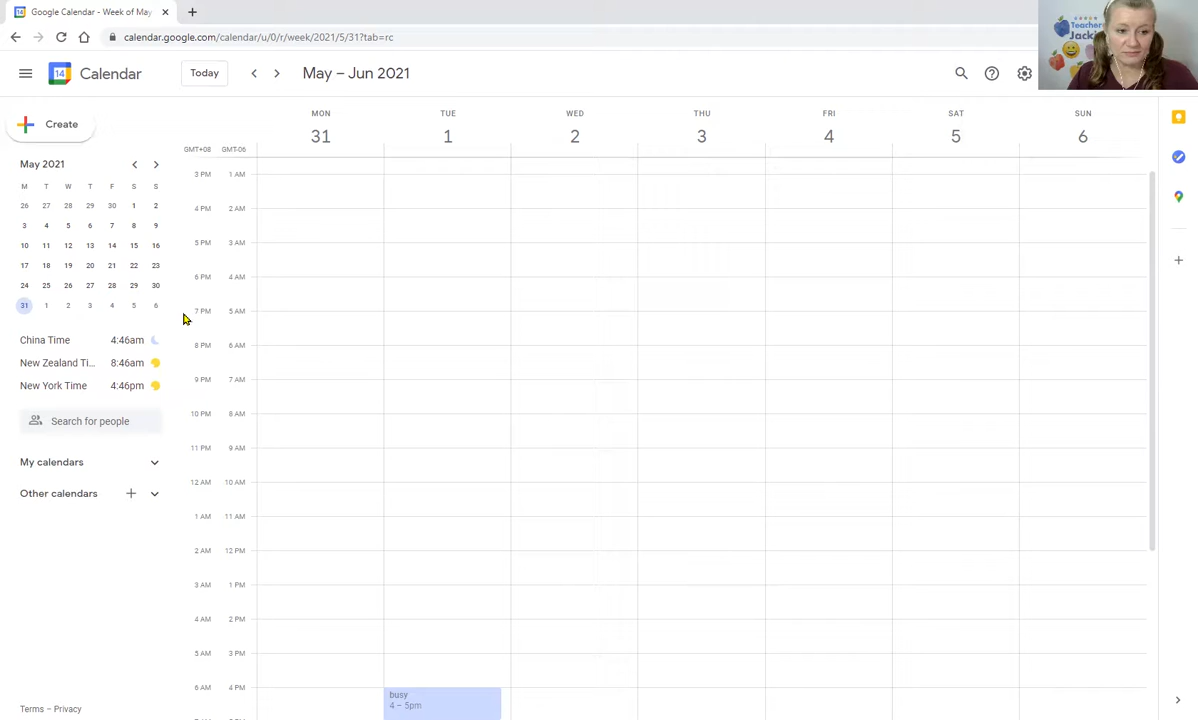 Google Calendar - Week of May
calendar.google.com/calendar/u/0/r/week/2021/5/31?tab=rc
14
Calendar
Today
May – Jun 2021
Teacher
Jacki
Create
May 2021
M T W T F S S
26 27 28 29 30 1 2
3 4 5 6 7 8 9
10 11 12 13 14 15 16
17 18 19 20 21 22 23
24 25 26 27 28 29 30
31 1 2 3 4 5 6
China Time 4:46am
New Zealand Ti... 8:46am
New York Time 4:46pm
Search for people
My calendars
Other calendars
Terms – Privacy
MON TUE WED THU FRI SAT SUN
31 1 2 3 4 5 6
GMT+08 GMT-06
3 PM 1 AM
4 PM 2 AM
5 PM 3 AM
6 PM 4 AM
7 PM 5 AM
8 PM 6 AM
9 PM 7 AM
10 PM 8 AM
11 PM 9 AM
12 AM 10 AM
1 AM 11 AM
2 AM 12 PM
3 AM 1 PM
4 AM 2 PM
5 AM 3 PM
6 AM 4 PM
busy
4 – 5pm